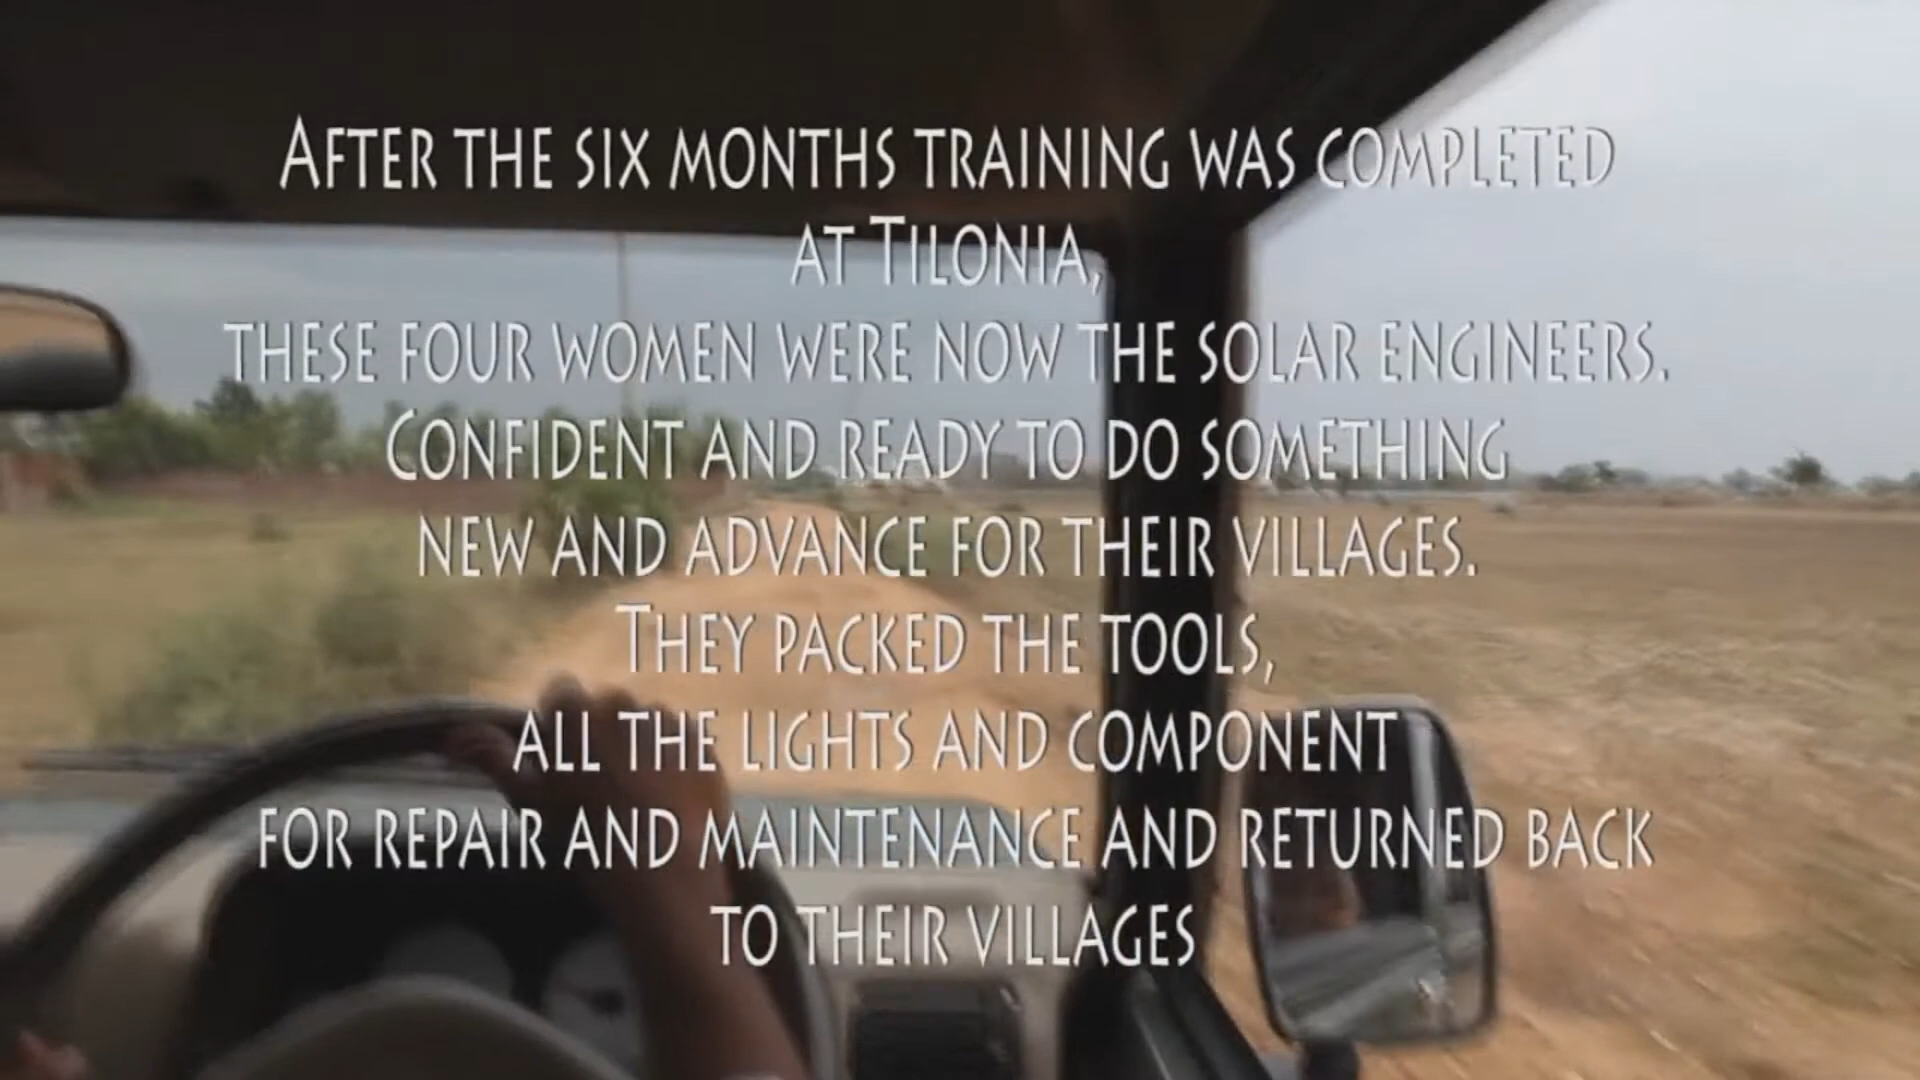 After the six months training was completed
at Tilonia,
these four women were now the solar engineers.
Confident and ready to do something
new and advance for their villages.
They packed the tools,
all the lights and component
for repair and maintenance and returned back
to their villages